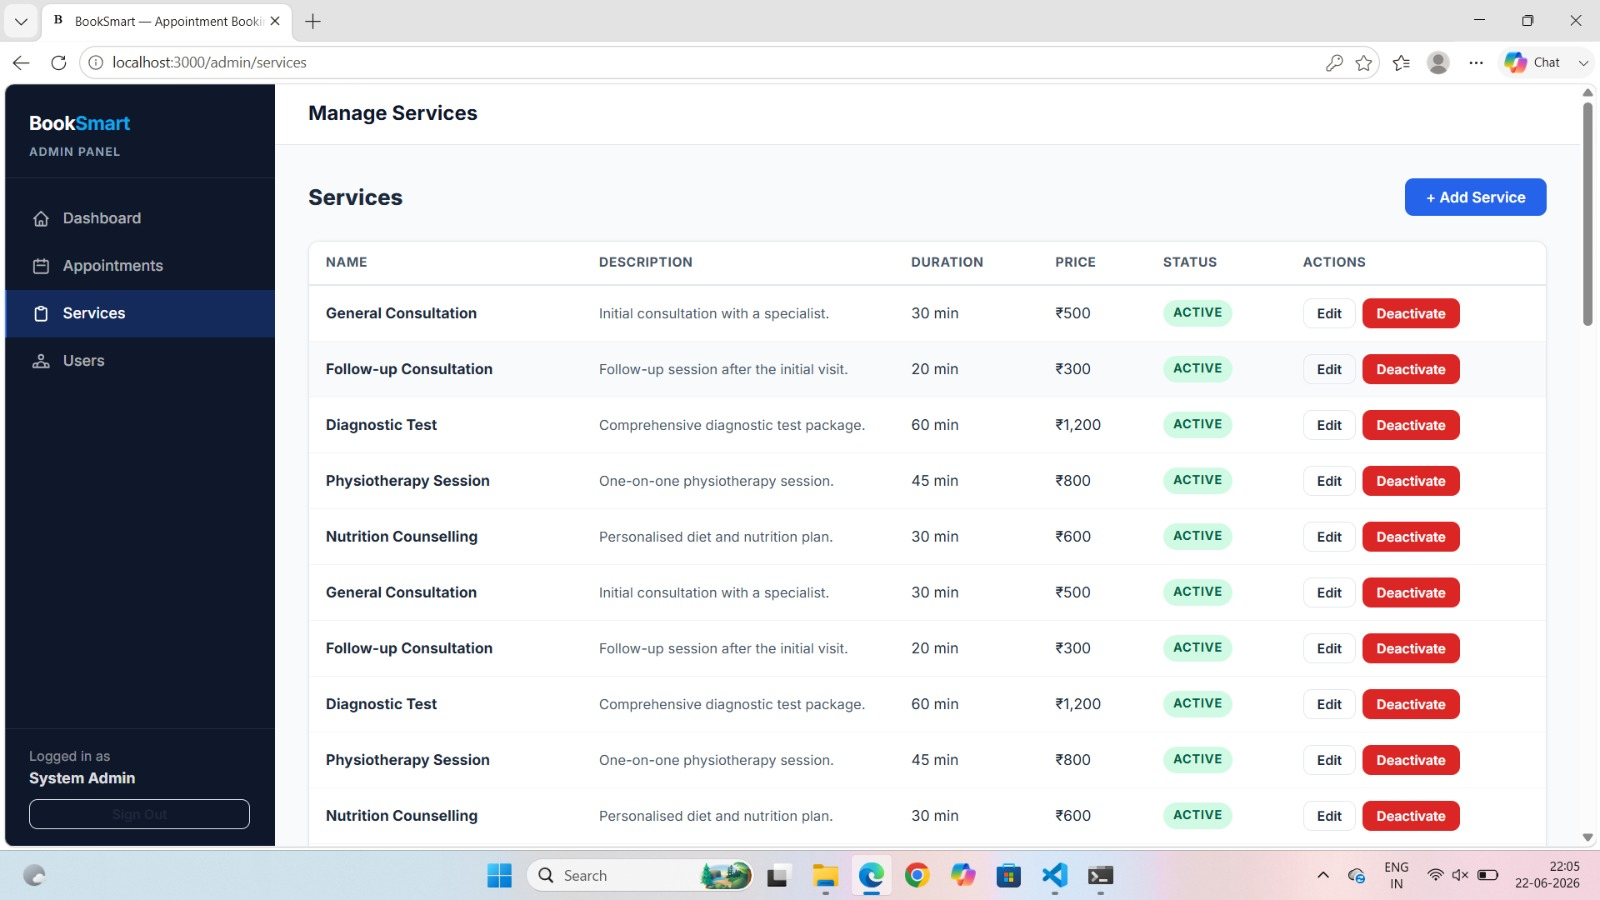 B BookSmart — Appointment Booki
localhost:3000/admin/services
Chat
BookSmart
ADMIN PANEL
Dashboard
Appointments
Services
Users
Logged in as
System Admin
Sign Out
Manage Services
Services
+ Add Service
NAME DESCRIPTION DURATION PRICE STATUS ACTIONS
General Consultation Initial consultation with a specialist. 30 min ₹500 ACTIVE Edit Deactivate
Follow-up Consultation Follow-up session after the initial visit. 20 min ₹300 ACTIVE Edit Deactivate
Diagnostic Test Comprehensive diagnostic test package. 60 min ₹1,200 ACTIVE Edit Deactivate
Physiotherapy Session One-on-one physiotherapy session. 45 min ₹800 ACTIVE Edit Deactivate
Nutrition Counselling Personalised diet and nutrition plan. 30 min ₹600 ACTIVE Edit Deactivate
General Consultation Initial consultation with a specialist. 30 min ₹500 ACTIVE Edit Deactivate
Follow-up Consultation Follow-up session after the initial visit. 20 min ₹300 ACTIVE Edit Deactivate
Diagnostic Test Comprehensive diagnostic test package. 60 min ₹1,200 ACTIVE Edit Deactivate
Physiotherapy Session One-on-one physiotherapy session. 45 min ₹800 ACTIVE Edit Deactivate
Nutrition Counselling Personalised diet and nutrition plan. 30 min ₹600 ACTIVE Edit Deactivate
Search
ENG
IN
22:05
22-06-2026